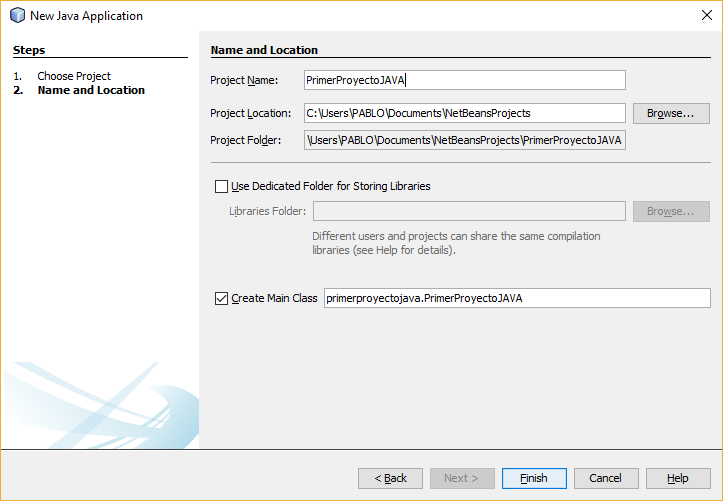 New Java Application
Steps
1. Choose Project
2. Name and Location
Name and Location
Project Name: PrimerProyectoJAVA
Project Location: C:\Users\PABLO\Documents\NetBeansProjects Browse...
Project Folder: \Users\PABLO\Documents\NetBeansProjects\PrimerProyectoJAVA
Use Dedicated Folder for Storing Libraries
Libraries Folder: Browse...
Different users and projects can share the same compilation
libraries (see Help for details).
Create Main Class primerproyectojava.PrimerProyectoJAVA
< Back Next > Finish Cancel Help